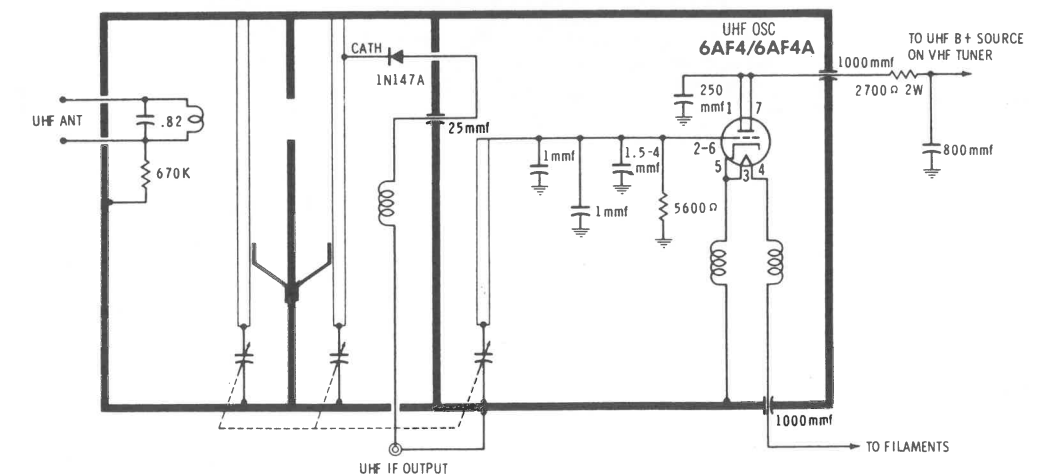 UHF OSC
6AF4/6AF4A
TO UHF B+ SOURCE
ON VHF TUNER
CATH
1N147A
1000mmf
2700Ω 2W
250
mmf
1
7
UHF ANT
.82
25mmf
2-6
800mmf
1mmf
1.5-4
mmf
5
3
4
670K
1mmf
5600Ω
1000mmf
TO FILAMENTS
UHF IF OUTPUT